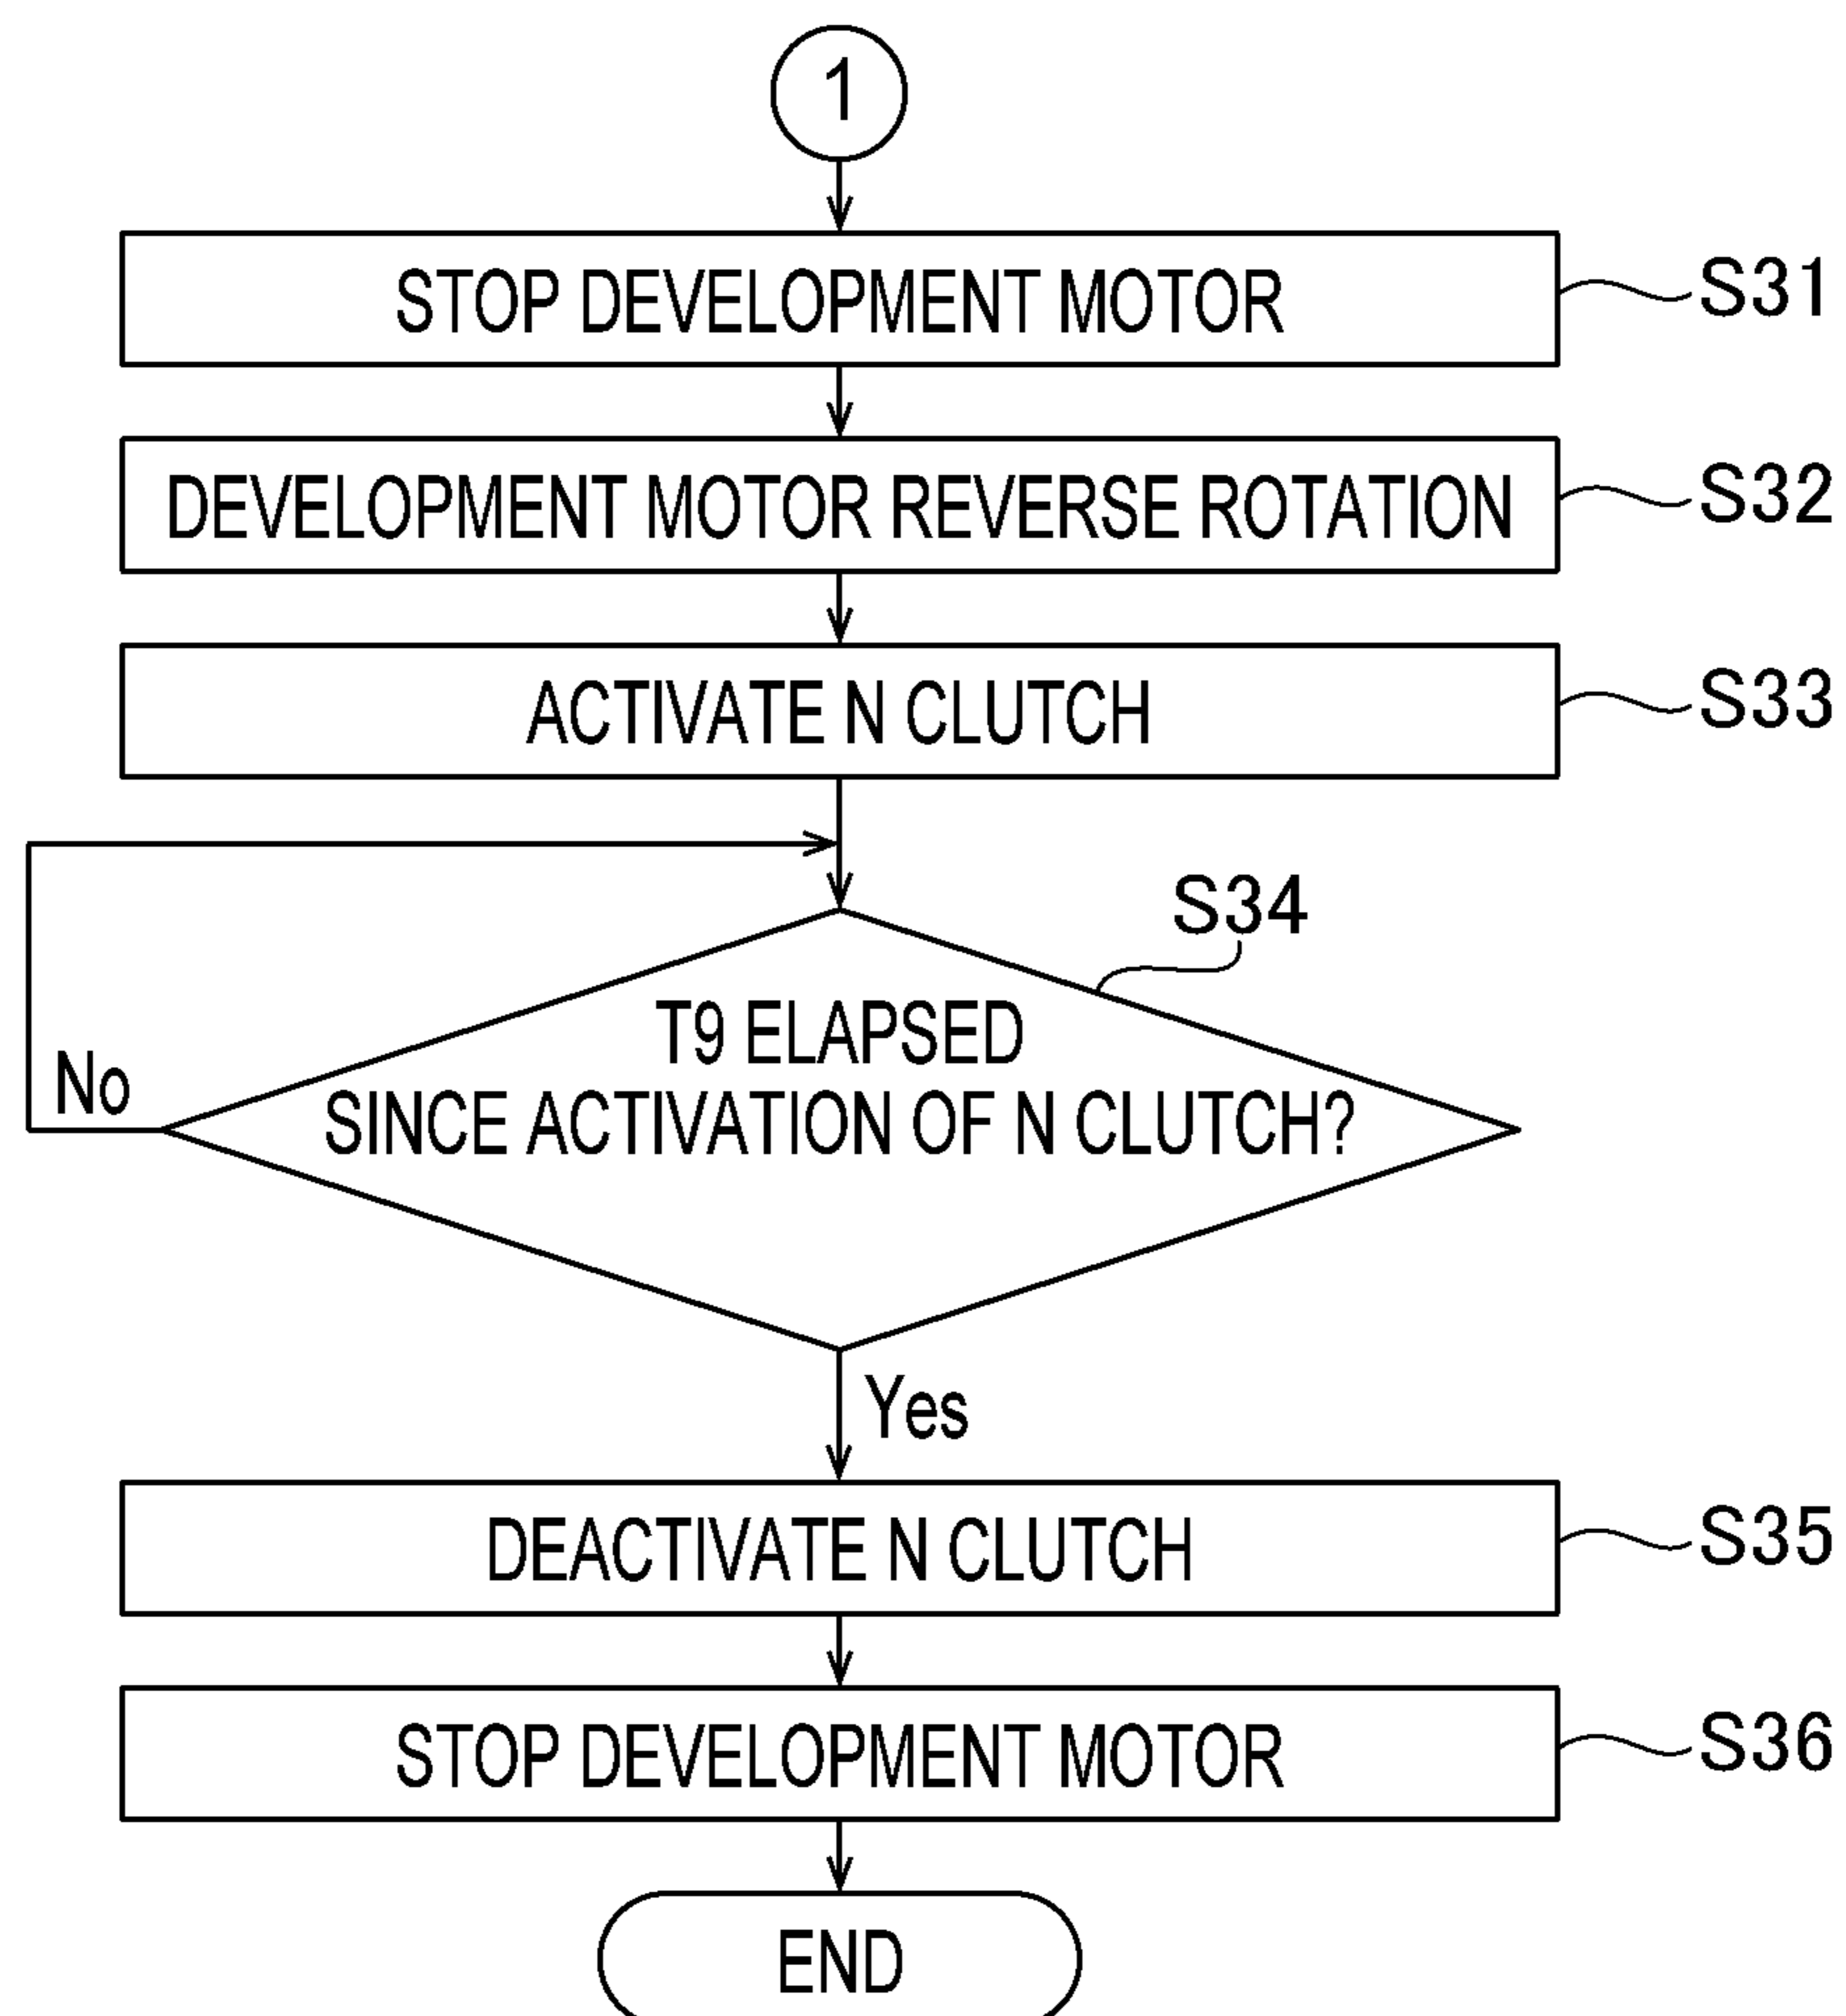 1
STOP DEVELOPMENT MOTOR
S31
DEVELOPMENT MOTOR REVERSE ROTATION
S32
ACTIVATE N CLUTCH
S33
S34
T9 ELAPSED
SINCE ACTIVATION OF N CLUTCH?
No
Yes
DEACTIVATE N CLUTCH
S35
STOP DEVELOPMENT MOTOR
S36
END